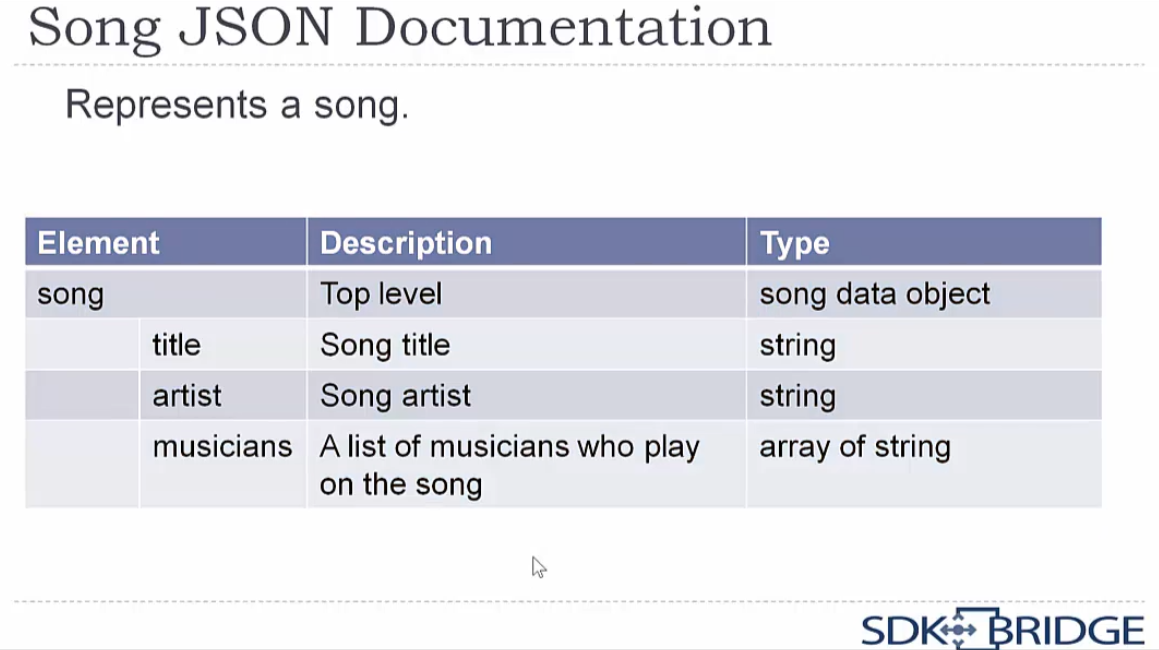 Song JSON Documentation
Represents a song.
Element Description Type
song Top level song data object
title Song title string
artist Song artist string
musicians A list of musicians who play array of string
on the song
SDK BRIDGE